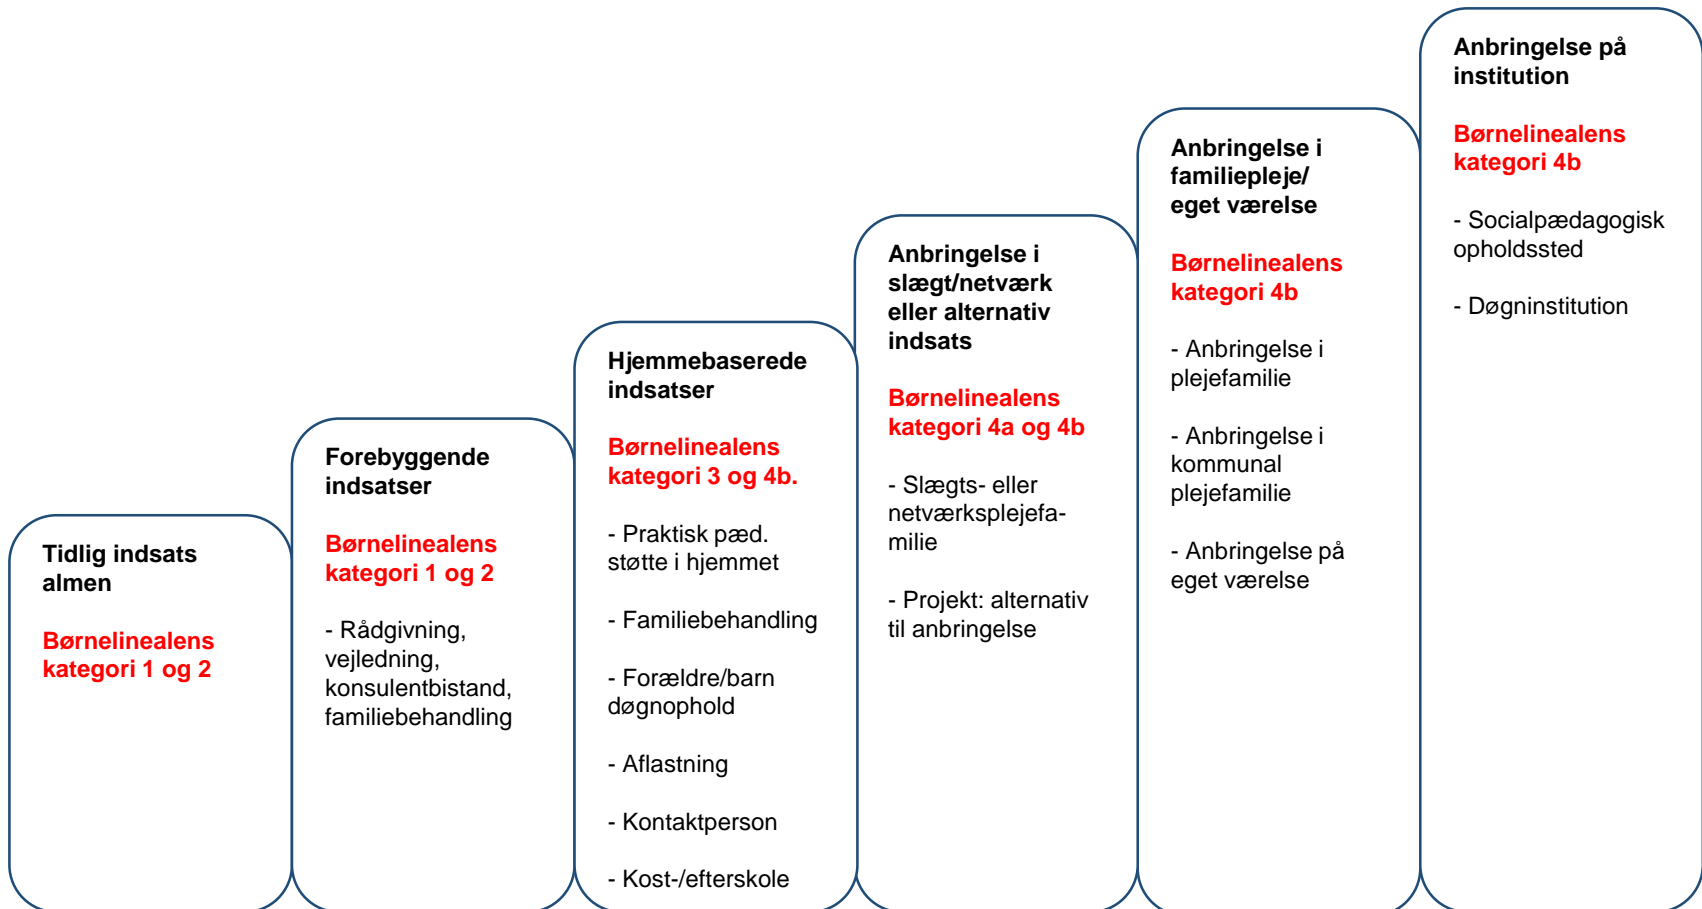 Tidlig indsats
almen
Børnelinealens
kategori 1 og 2
Forebyggende
indsatser
Børnelinealens
kategori 1 og 2
- Rådgivning,
vejledning,
konsulentbistand,
familiebehandling
Hjemmebaserede
indsatser
Børnelinealens
kategori 3 og 4b.
- Praktisk pæd.
støtte i hjemmet
- Familiebehandling
- Forældre/barn
døgnophold
- Aflastning
- Kontaktperson
- Kost-/efterskole
Anbringelse i
slægt/netværk
eller alternativ
indsats
Børnelinealens
kategori 4a og 4b
- Slægts- eller
netværksplejefa-
milie
- Projekt: alternativ
til anbringelse
Anbringelse i
familiepleje/
eget værelse
Børnelinealens
kategori 4b
- Anbringelse i
plejefamilie
- Anbringelse i
kommunal
plejefamilie
- Anbringelse på
eget værelse
Anbringelse på
institution
Børnelinealens
kategori 4b
- Socialpædagogisk
opholdssted
- Døgninstitution